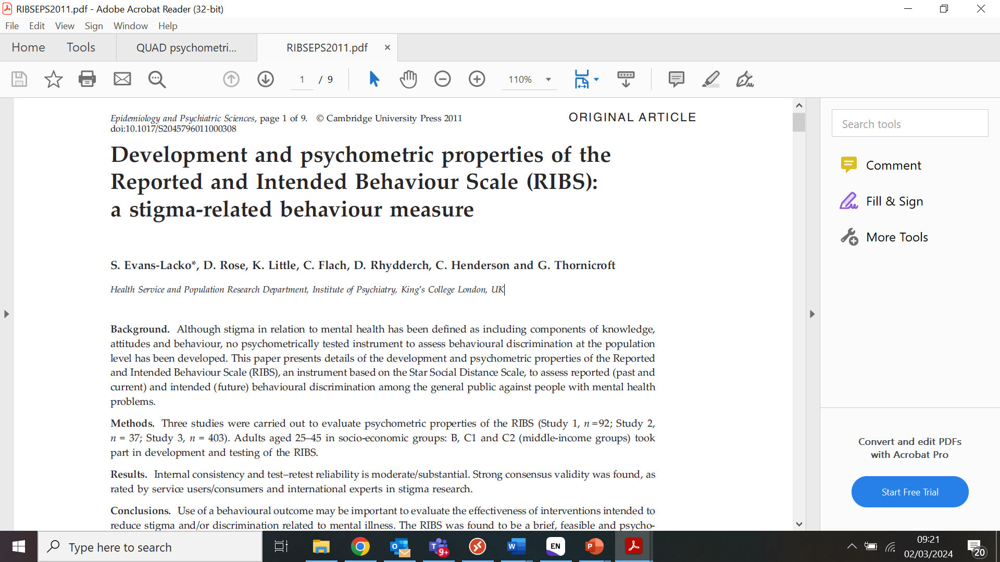 RIBSEPS2011.pdf - Adobe Acrobat Reader (32-bit)
File Edit View Sign Window Help
Home Tools QUAD psychometri... RIBSEPS2011.pdf ×
1 / 9 110%
Epidemiology and Psychiatric Sciences, page 1 of 9. © Cambridge University Press 2011
doi:10.1017/S2045796011000308
ORIGINAL ARTICLE
Development and psychometric properties of the
Reported and Intended Behaviour Scale (RIBS):
a stigma-related behaviour measure
S. Evans-Lacko*, D. Rose, K. Little, C. Flach, D. Rhydderch, C. Henderson and G. Thornicroft
Health Service and Population Research Department, Institute of Psychiatry, King's College London, UK
Background. Although stigma in relation to mental health has been defined as including components of knowledge,
attitudes and behaviour, no psychometrically tested instrument to assess behavioural discrimination at the population
level has been developed. This paper presents details of the development and psychometric properties of the Reported
and Intended Behaviour Scale (RIBS), an instrument based on the Star Social Distance Scale, to assess reported (past and
current) and intended (future) behavioural discrimination among the general public against people with mental health
problems.
Methods. Three studies were carried out to evaluate psychometric properties of the RIBS (Study 1, n = 92; Study 2,
n = 37; Study 3, n = 403). Adults aged 25–45 in socio-economic groups: B, C1 and C2 (middle-income groups) took
part in development and testing of the RIBS.
Results. Internal consistency and test–retest reliability is moderate/substantial. Strong consensus validity was found, as
rated by service users/consumers and international experts in stigma research.
Conclusions. Use of a behavioural outcome may be important to evaluate the effectiveness of interventions intended to
reduce stigma and/or discrimination related to mental illness. The RIBS was found to be a brief, feasible and psycho-
Search tools
Comment
Fill & Sign
More Tools
Convert and edit PDFs
with Acrobat Pro
Start Free Trial
Type here to search
O
T 9+
W
EN
P
09:21
02/03/2024
20